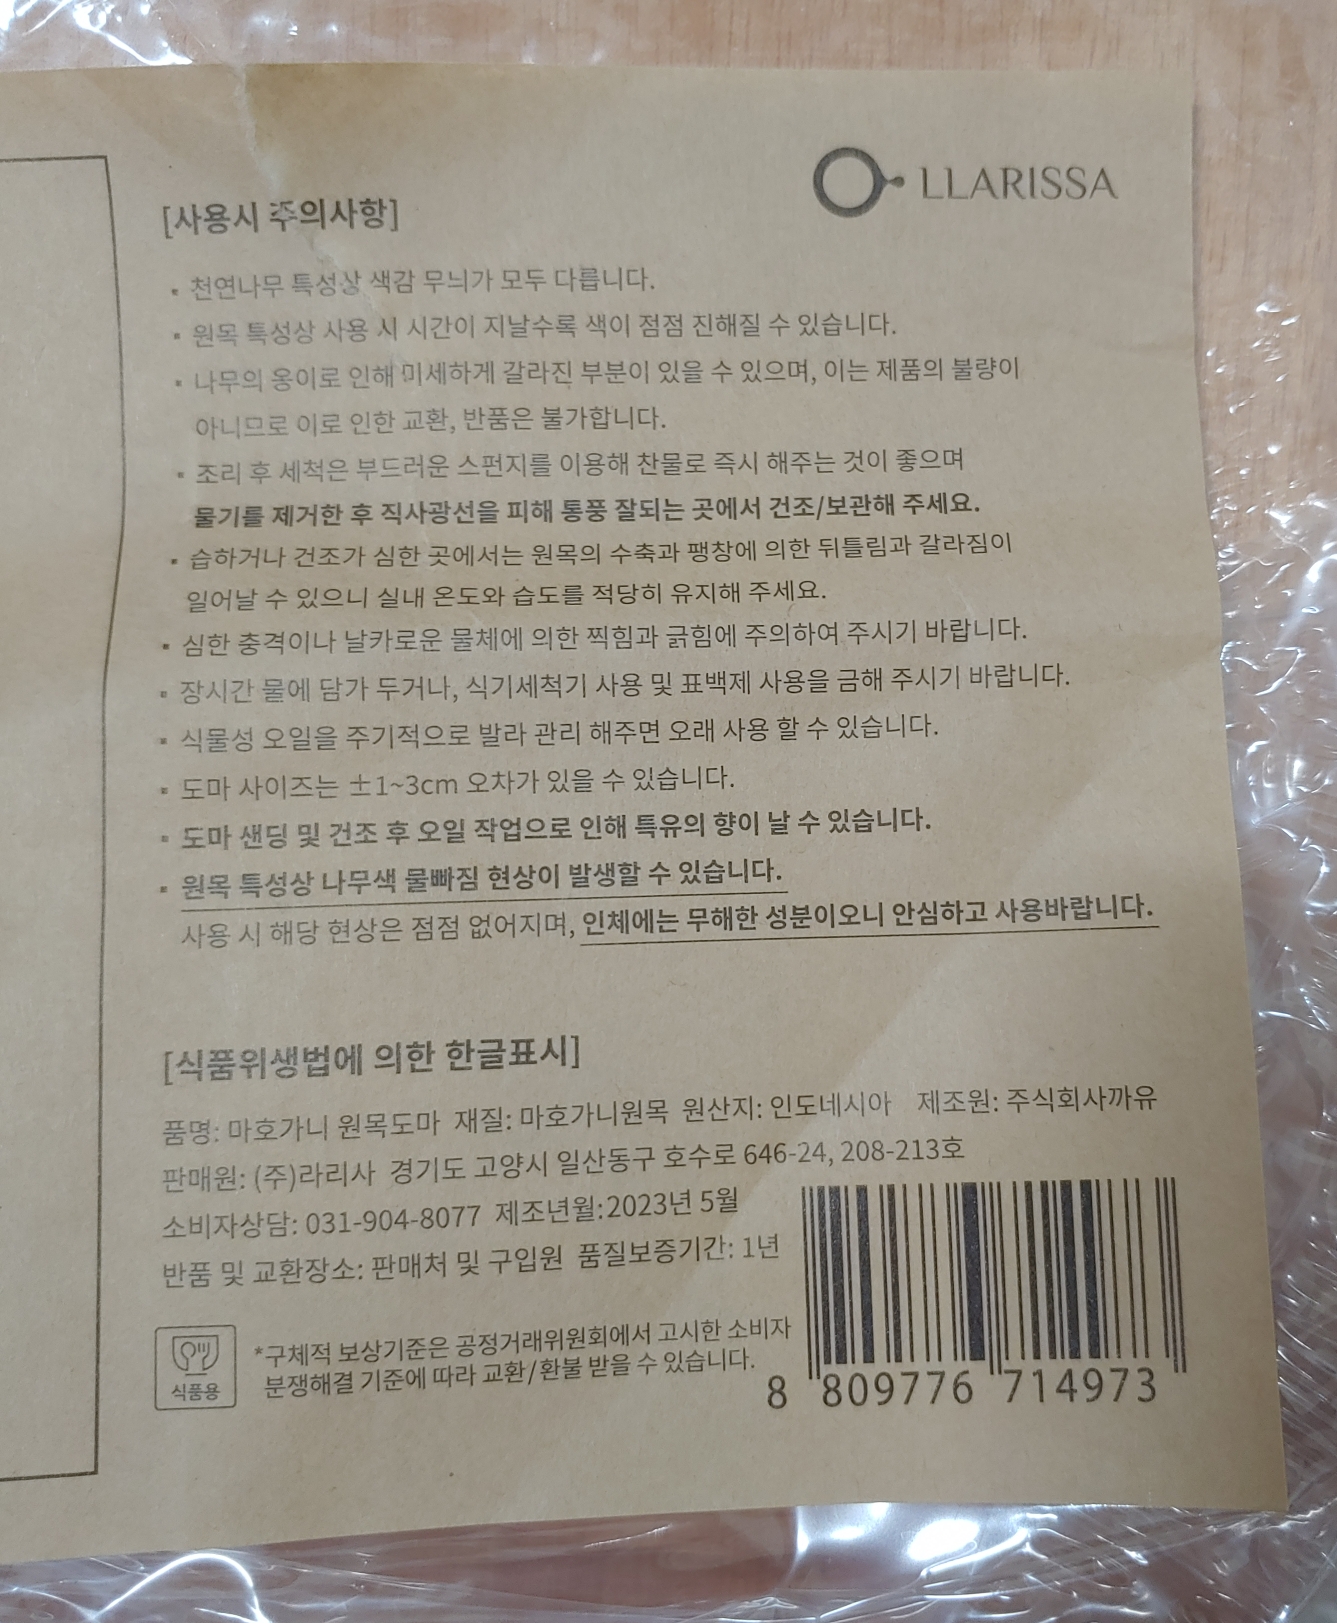 LLARISSA
[사용시 주의사항]
▪ 천연나무 특성상 색감 무늬가 모두 다릅니다.
▪ 원목 특성상 사용 시 시간이 지날수록 색이 점점 진해질 수 있습니다.
▪ 나무의 옹이로 인해 미세하게 갈라진 부분이 있을 수 있으며, 이는 제품의 불량이
아니므로 이로 인한 교환, 반품은 불가합니다.
▪ 조리 후 세척은 부드러운 스펀지를 이용해 찬물로 즉시 해주는 것이 좋으며
물기를 제거한 후 직사광선을 피해 통풍 잘되는 곳에서 건조/보관해 주세요.
▪ 습하거나 건조가 심한 곳에서는 원목의 수축과 팽창에 의한 뒤틀림과 갈라짐이
일어날 수 있으니 실내 온도와 습도를 적당히 유지해 주세요.
▪ 심한 충격이나 날카로운 물체에 의한 찍힘과 긁힘에 주의하여 주시기 바랍니다.
▪ 장시간 물에 담가 두거나, 식기세척기 사용 및 표백제 사용을 금해 주시기 바랍니다.
▪ 식물성 오일을 주기적으로 발라 관리 해주면 오래 사용 할 수 있습니다.
▪ 도마 사이즈는 ±1~3cm 오차가 있을 수 있습니다.
▪ 도마 샌딩 및 건조 후 오일 작업으로 인해 특유의 향이 날 수 있습니다.
▪ 원목 특성상 나무색 물빠짐 현상이 발생할 수 있습니다.
사용 시 해당 현상은 점점 없어지며, 인체에는 무해한 성분이오니 안심하고 사용바랍니다.
[식품위생법에 의한 한글표시]
품명: 마호가니 원목도마 재질: 마호가니원목 원산지: 인도네시아 제조원: 주식회사까유
판매원: (주)라리사 경기도 고양시 일산동구 호수로 646-24, 208-213호
소비자상담: 031-904-8077 제조년월:2023년 5월
반품 및 교환장소: 판매처 및 구입원 품질보증기간: 1년
식품용
*구체적 보상기준은 공정거래위원회에서 고시한 소비자
분쟁해결 기준에 따라 교환/환불 받을 수 있습니다.
8 809776 714973